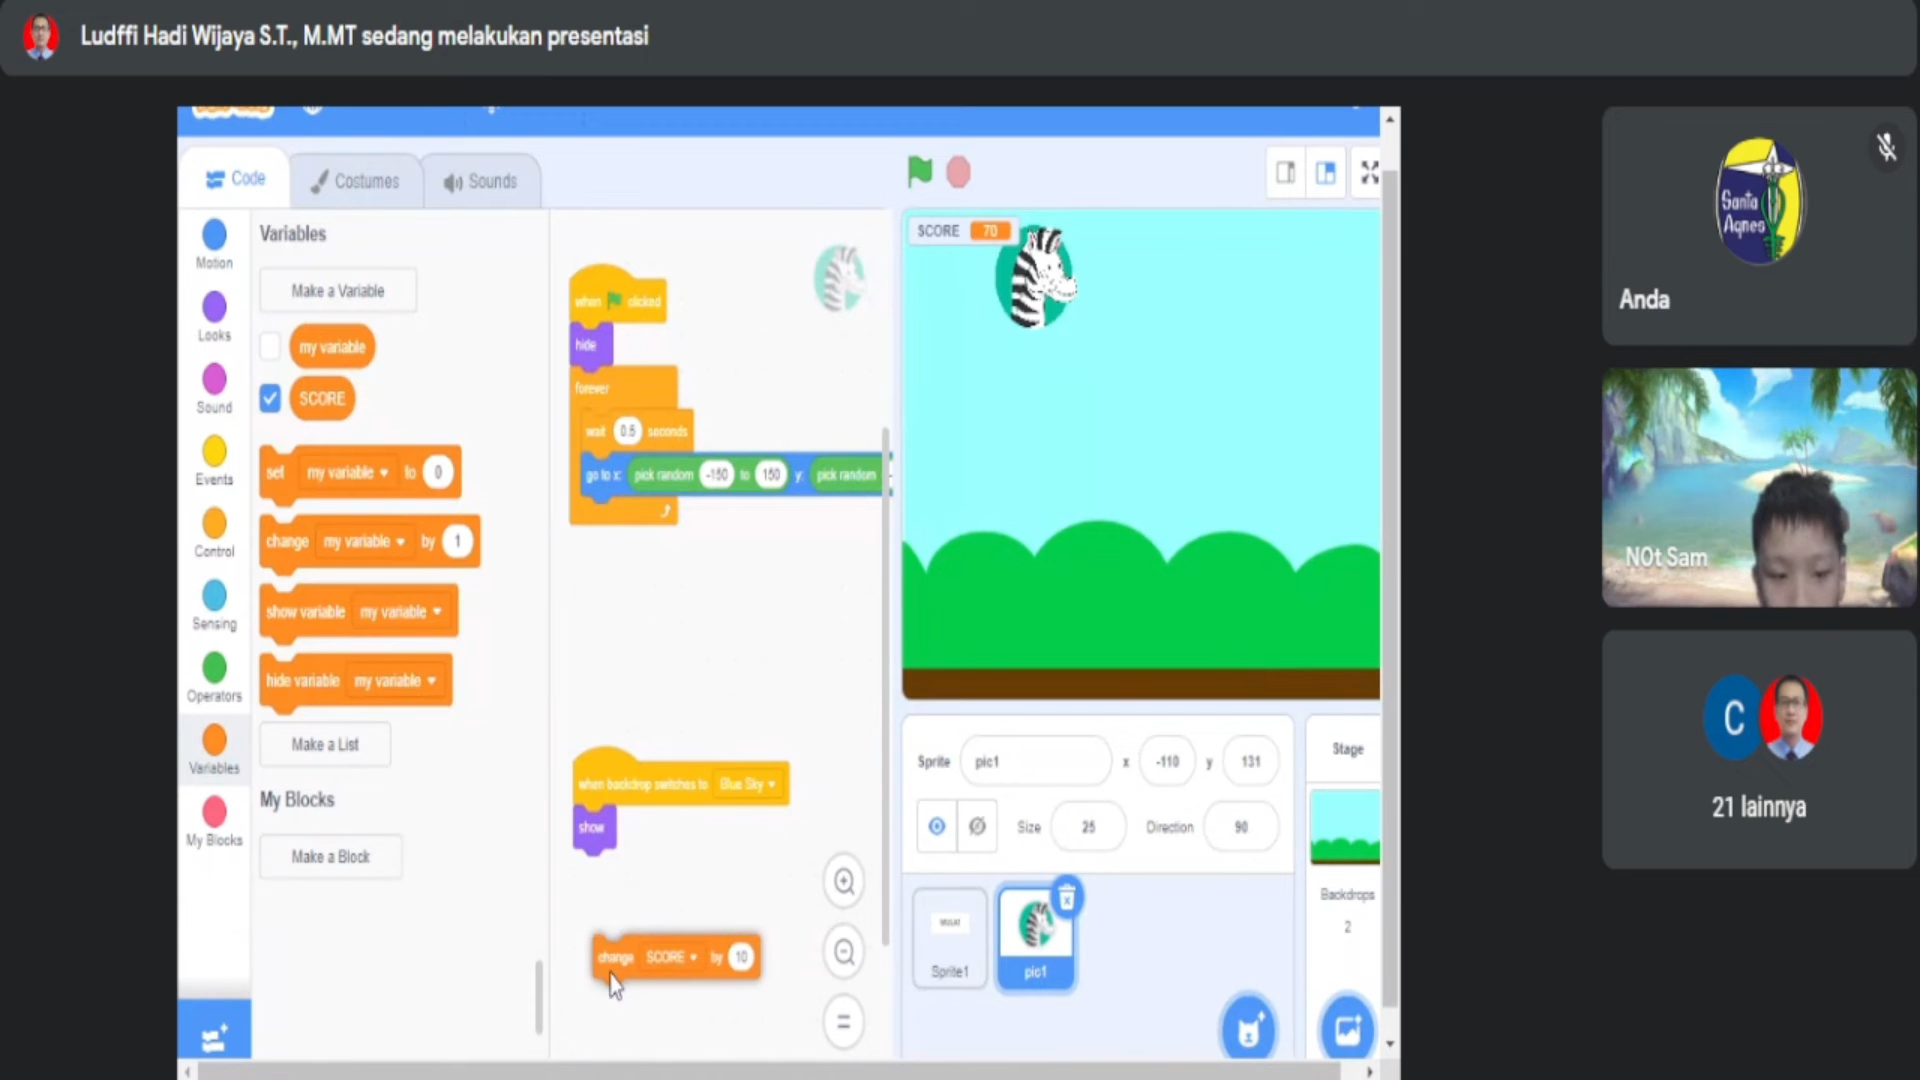 Ludffi Hadi Wijaya S.T., M.MT sedang melakukan presentasi
Code
Costumes
Sounds
Motion
Looks
Sound
Events
Control
Sensing
Operators
Variables
My Blocks
Variables
Make a Variable
my variable
SCORE
set my variable to 0
change my variable by 1
show variable my variable
hide variable my variable
Make a List
My Blocks
Make a Block
when clicked
hide
forever
wait 0.5 seconds
go to x: pick random -150 to 150 y: pick random
when backdrop switches to Blue Sky
show
change SCORE by 10
SCORE 70
Sprite pic1 x -110 y 131
Size 25 Direction 90
Sprite1
pic1
Stage
Backdrops
2
Santa
Agnes
Anda
N0t Sam
C
21 lainnya